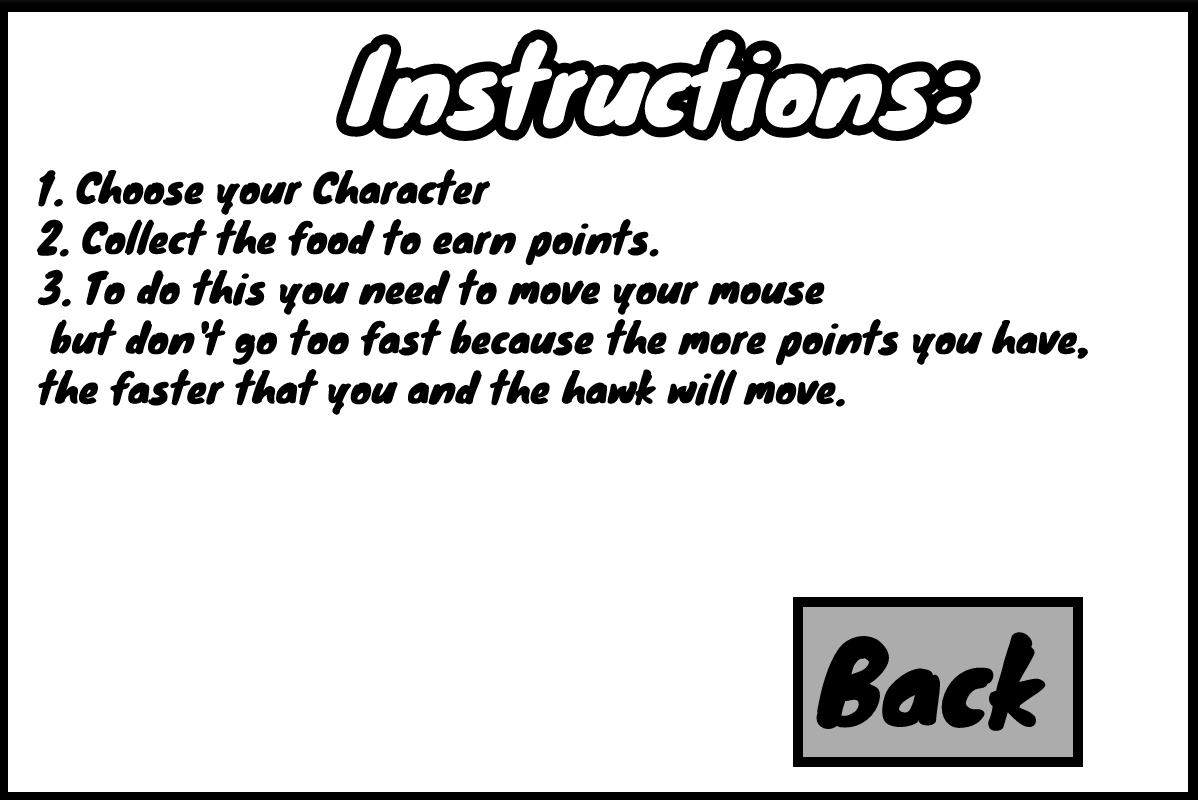 Instructions:
1. Choose your Character
2. Collect the food to earn points.
3. To do this you need to move your mouse
but don't go too fast because the more points you have,
the faster that you and the hawk will move.
Back